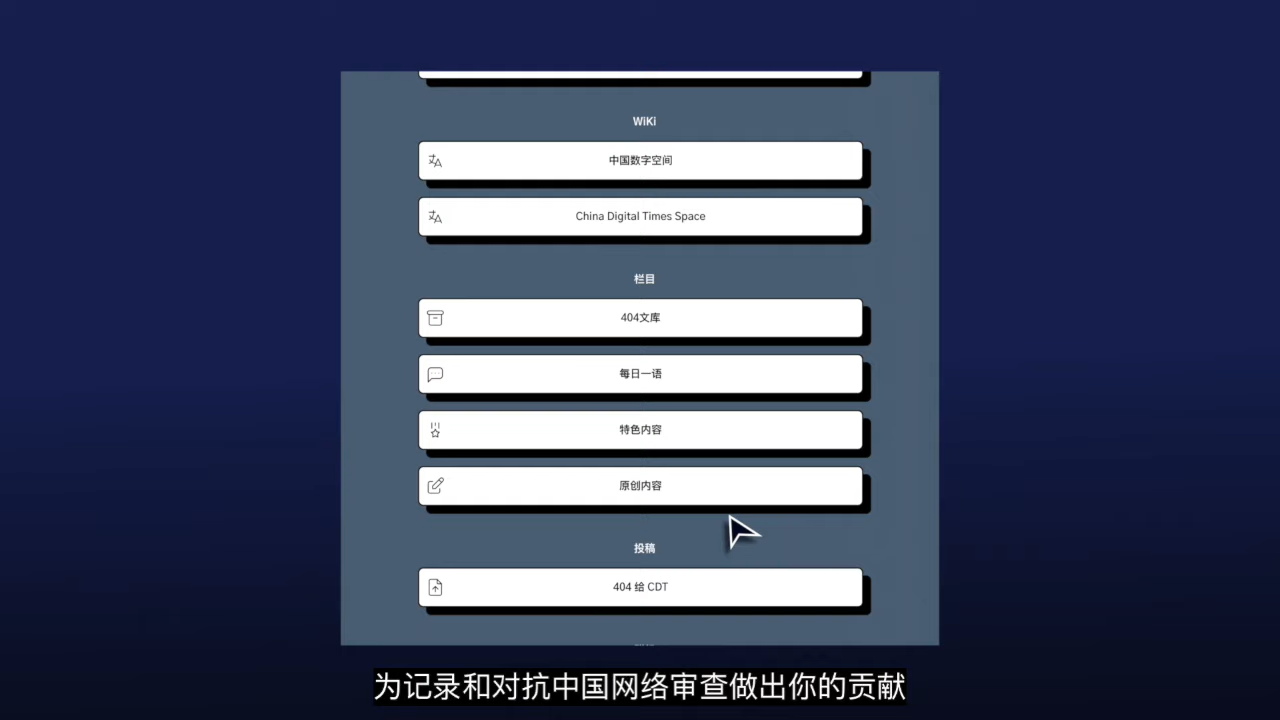 WiKi
中国数字空间
China Digital Times Space
栏目
404文库
每日一语
特色内容
原创内容
投稿
404 给 CDT
为记录和对抗中国网络审查做出你的贡献